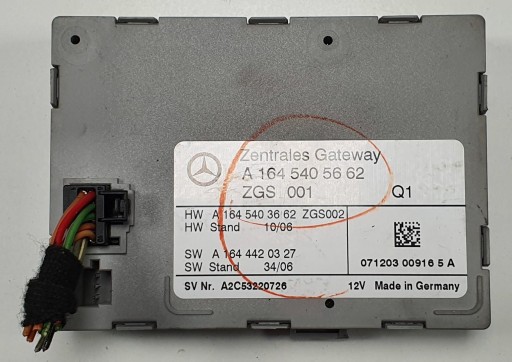 Zentrales Gateway
A 164 540 56 62
ZGS 001 Q1
HW A 164 540 36 62 ZGS002
HW Stand 10/06
SW A 164 442 03 27
SW Stand 34/06
071203 00916 5 A
SV Nr. A2C53220726 12V Made in Germany